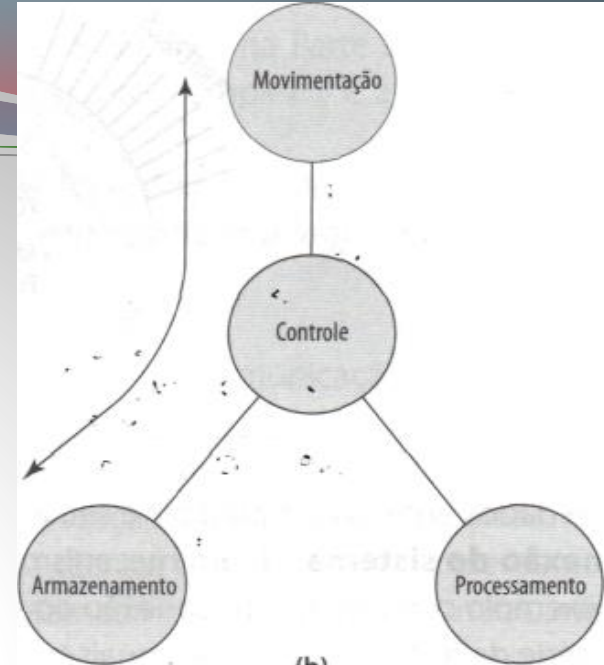 Movimentação
Controle
Armazenamento
Processamento
(b)